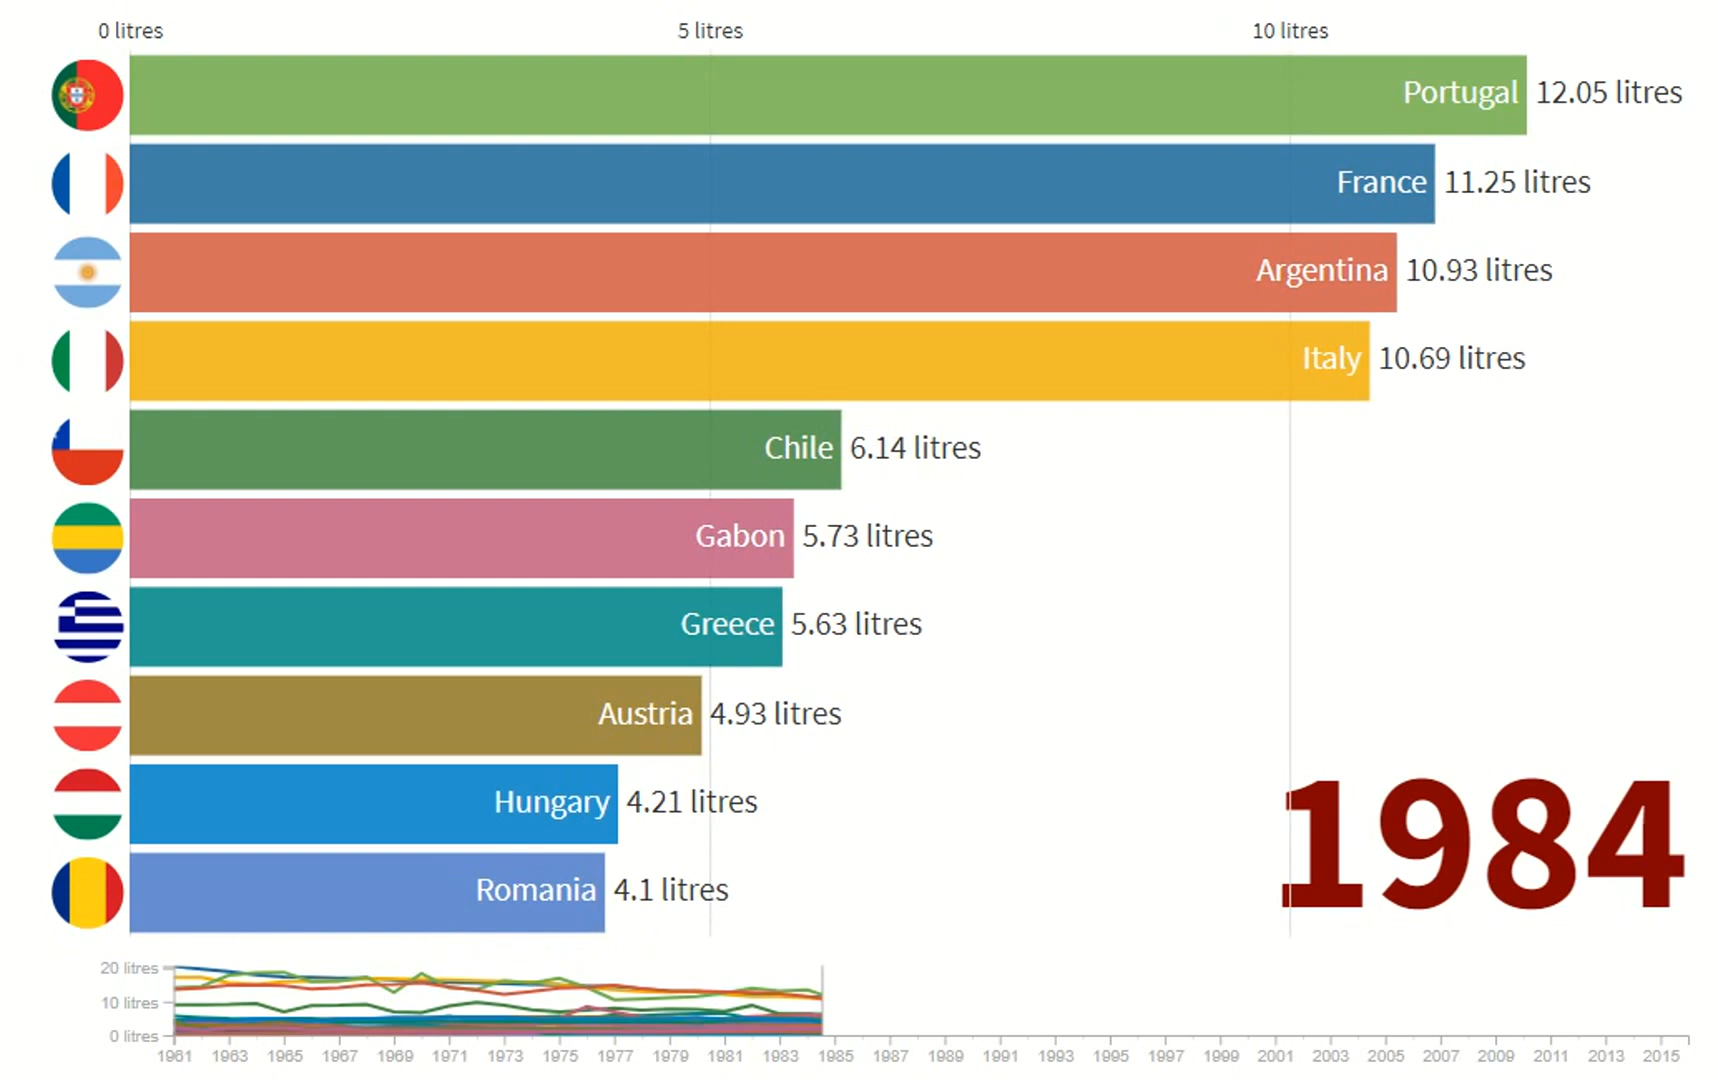 0 litres 5 litres 10 litres
Portugal 12.05 litres
France 11.25 litres
Argentina 10.93 litres
Italy 10.69 litres
Chile 6.14 litres
Gabon 5.73 litres
Greece 5.63 litres
Austria 4.93 litres
Hungary 4.21 litres
Romania 4.1 litres
1984
20 litres
10 litres
0 litres
1961 1963 1965 1967 1969 1971 1973 1975 1977 1979 1981 1983 1985 1987 1989 1991 1993 1995 1997 1999 2001 2003 2005 2007 2009 2011 2013 2015